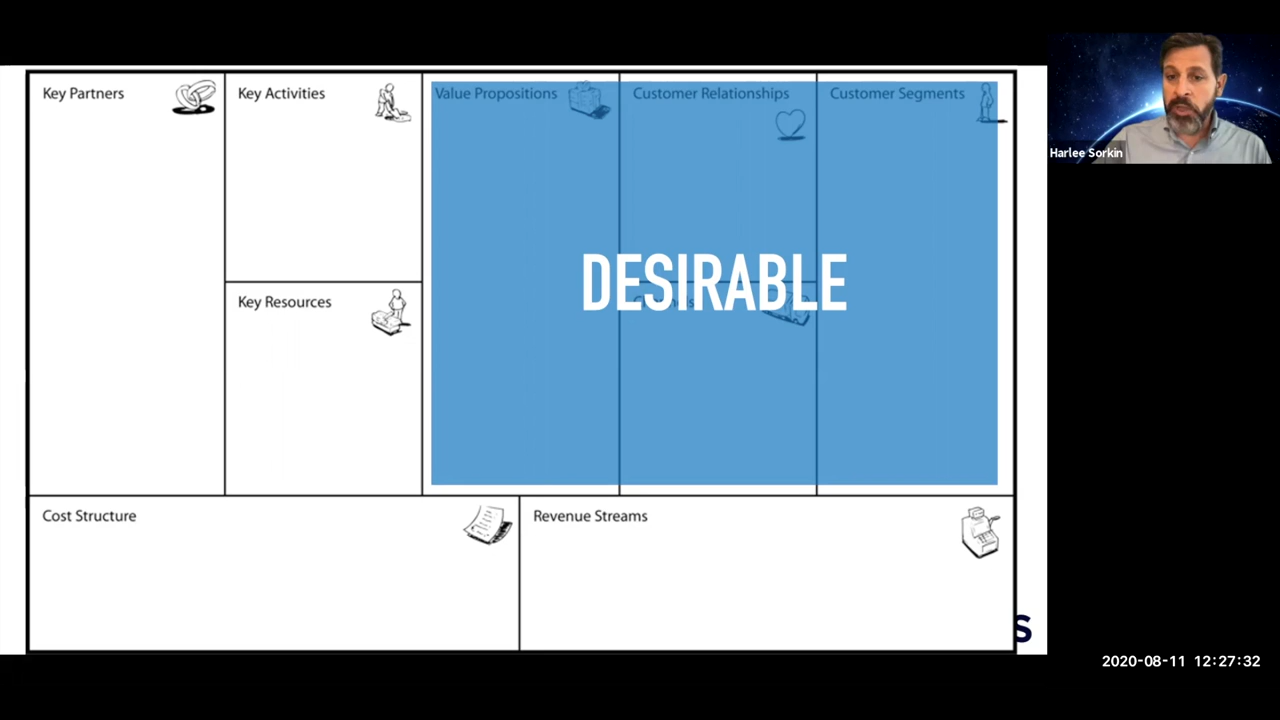 Key Partners
Key Activities
Value Propositions
Customer Relationships
Customer Segments
Harlee Sorkin
DESIRABLE
Key Resources
Channels
Cost Structure
Revenue Streams
S
2020-08-11 12:27:32